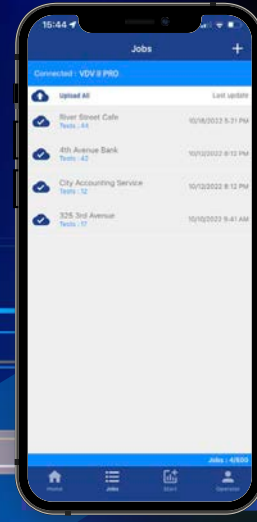 15:44
Jobs
Connected : VDV II PRO
Upload All Last update
River Street Cafe
Tests : 44
10/18/2022 5:31 PM
4th Avenue Bank
Tests : 42
10/12/2022 8:12 PM
City Accounting Service
Tests : 12
10/12/2022 8:12 PM
325 3rd Avenue
Tests : 17
10/10/2022 9:41 AM
Jobs : 4/600
Home Jobs Start Operator